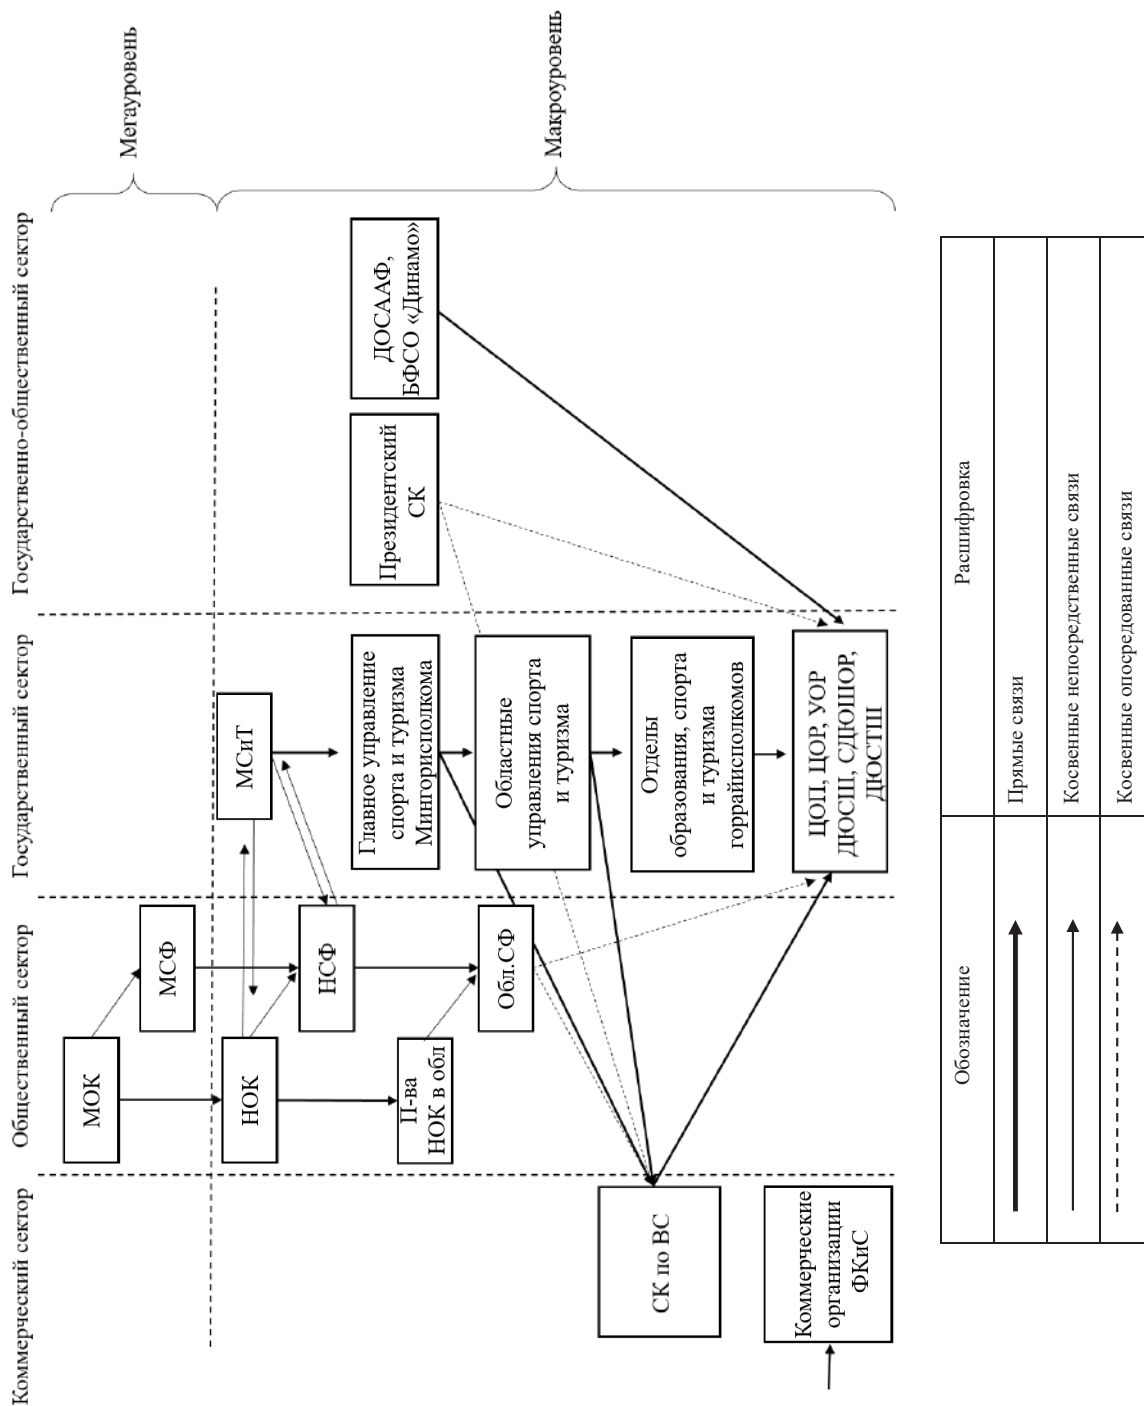 Коммерческий сектор
Общественный сектор
Государственный сектор
Государственно-общественный сектор
Мегауровень
Макроуровень
МОК
МСФ
НОК
МСиТ
НСФ
П-ва
НОК в обл
Главное управление
спорта и туризма
Мингорисполкома
Президентский
СК
ДОСААФ,
БФСО «Динамо»
Обл.СФ
Областные
управления спорта
и туризма
СК по ВС
Отделы
образования, спорта
и туризма
горрайисполкомов
Коммерческие
организации
ФКиС
ЦОП, ЦОР, УОР
ДЮСШ, СДЮШОР,
ДЮСТШ
Обозначение
Расшифровка
Прямые связи
Косвенные непосредственные связи
Косвенные опосредованные связи